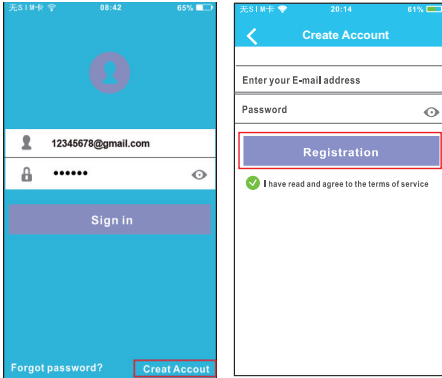 无SIM卡 08:42 65%
12345678@gmail.com
••••••
Sign in
Forgot password? Creat Accout
无SIM卡 20:14 61%
Create Account
Enter your E-mail address
Password
Registration
I have read and agree to the terms of service